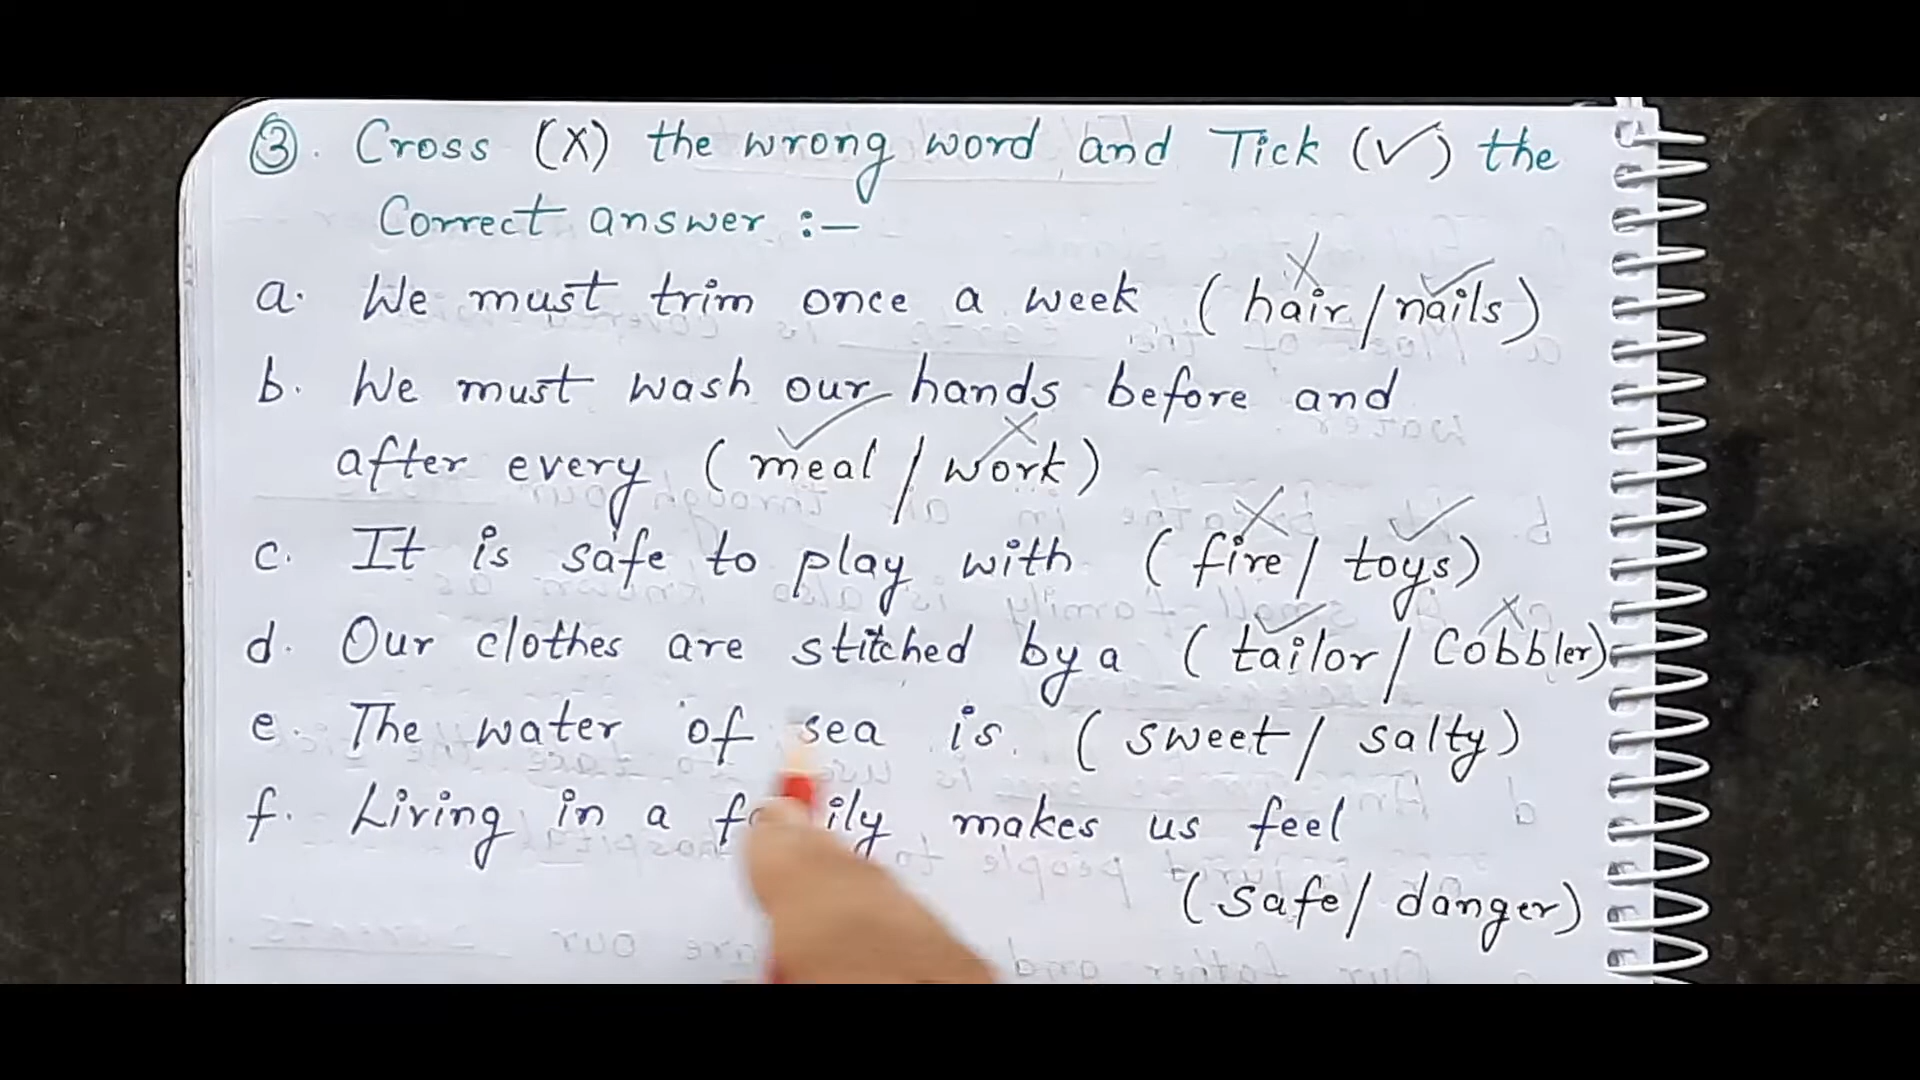 ③. Cross (X) the wrong word and Tick (✓) the
Correct answer :-
a. We must trim once a week (hair/nails)
b. We must wash our hands before and
after every (meal / work)
c. It is safe to play with (fire/ toys)
d. Our clothes are stitched by a (tailor/ Cobbler)
e. The water of sea is. (sweet/ salty)
f. Living in a family makes us feel
(safe/ danger)